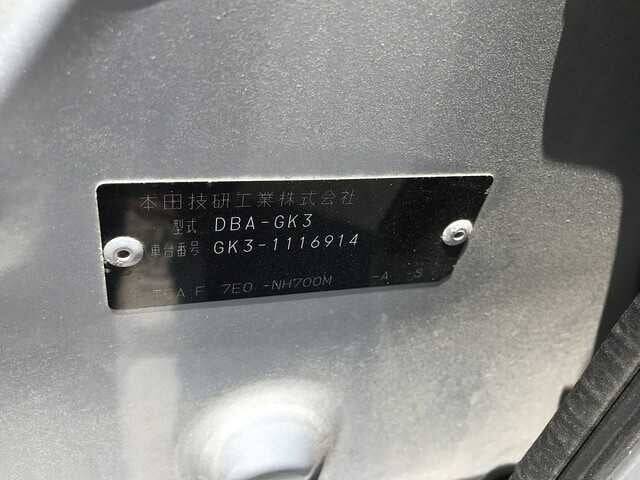 本田技研工業株式会社
型式 DBA-GK3
車台番号 GK3-1116914
T5A F 7E0 -NH700M -A -S